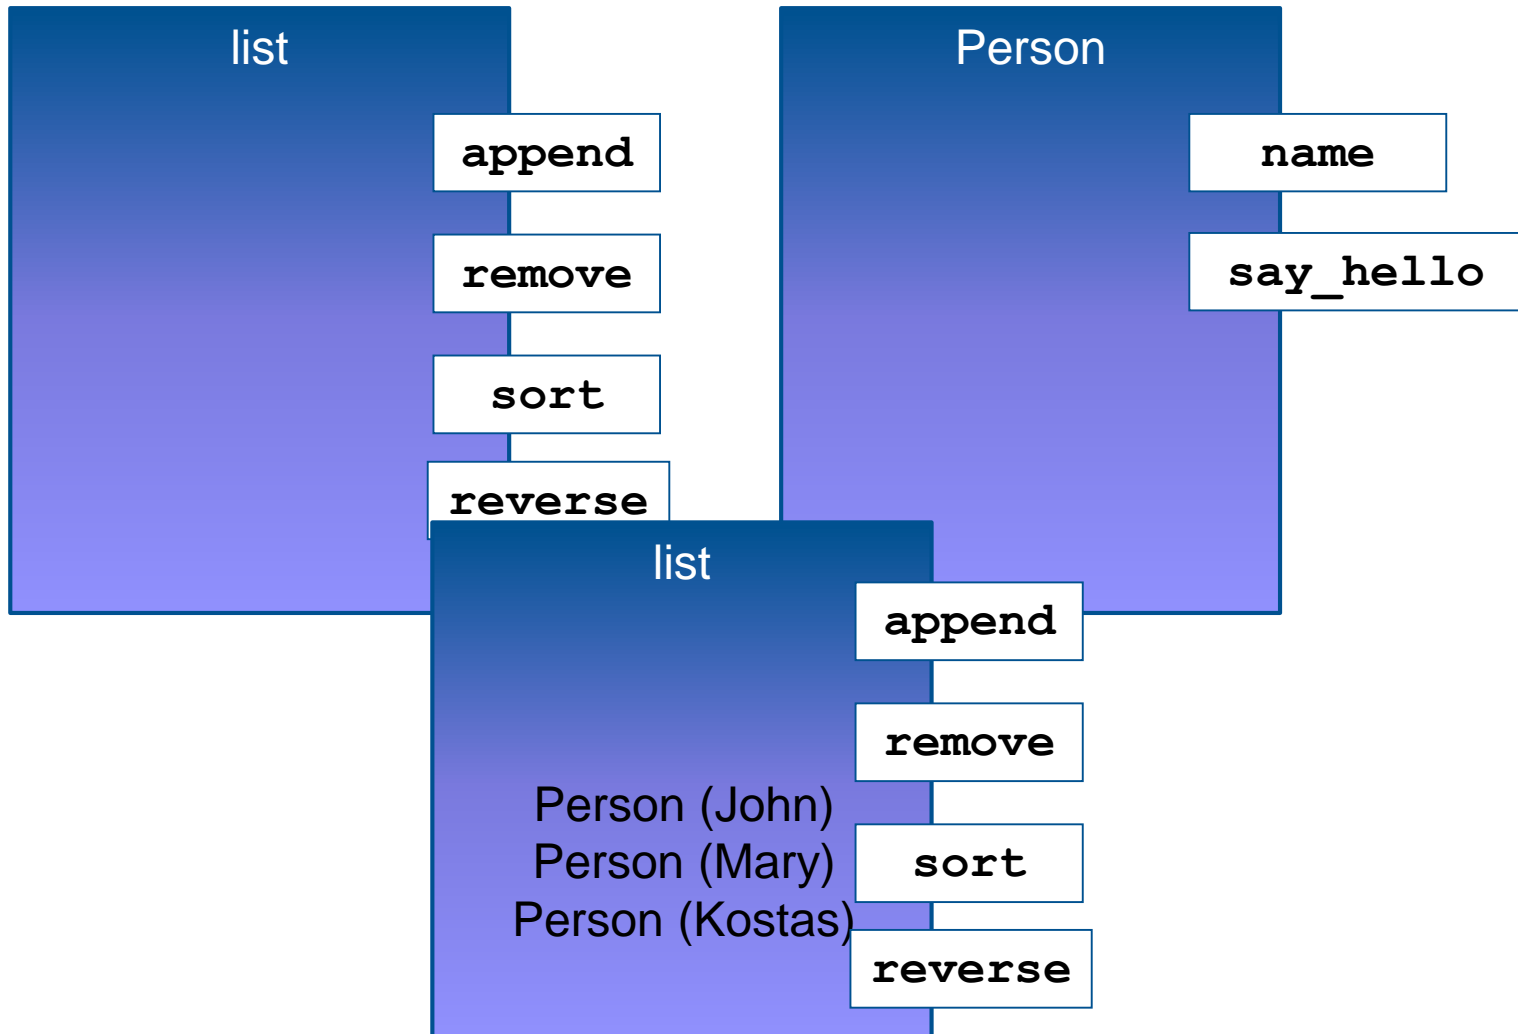 list
append
remove
sort
reverse
Person
name
say_hello
list
append
remove
sort
reverse
Person (John)
Person (Mary)
Person (Kostas)